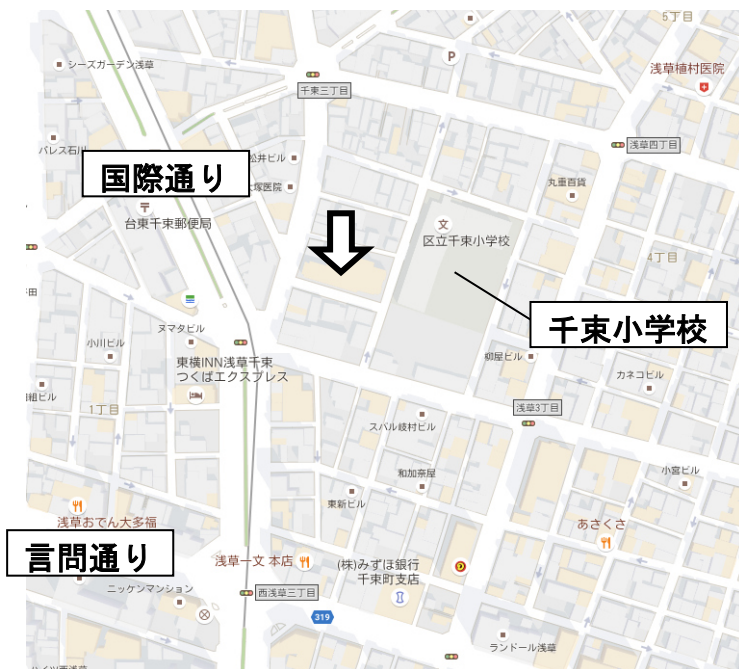 5丁目
シーズガーデン浅草
P
浅草植村医院
千束三丁目
浅草四丁目
パレス石川
松井ビル
国際通り
大塚医院
丸重百貨
台東千束郵便局
文
区立千束小学校
4丁目
千束小学校
ヌマタビル
小川ビル
東横INN浅草千束
つくばエクスプレス
柳屋ビル
カネコビル
1丁目
浅草3丁目
スバル岐村ビル
和加奈屋
小宮ビル
東新ビル
浅草おでん大多福
あさくさ
言問通り
浅草一文 本店
(株)みずほ銀行
千束町支店
ニッケンマンション
西浅草三丁目
319
ランドール浅草